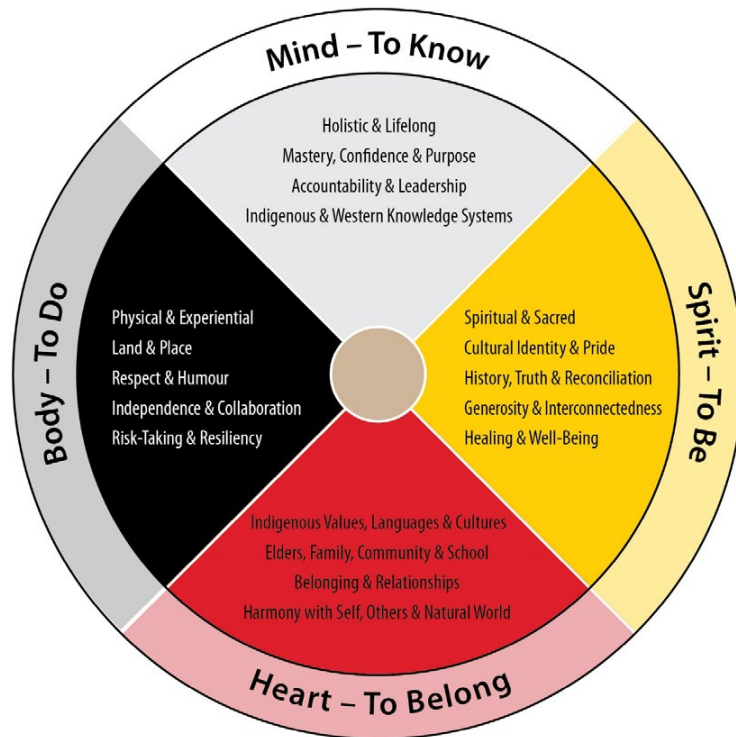 Mind – To Know
Holistic & Lifelong
Mastery, Confidence & Purpose
Accountability & Leadership
Indigenous & Western Knowledge Systems
Spirit – To Be
Spiritual & Sacred
Cultural Identity & Pride
History, Truth & Reconciliation
Generosity & Interconnectedness
Healing & Well-Being
Heart – To Belong
Indigenous Values, Languages & Cultures
Elders, Family, Community & School
Belonging & Relationships
Harmony with Self, Others & Natural World
Body – To Do
Physical & Experiential
Land & Place
Respect & Humour
Independence & Collaboration
Risk-Taking & Resiliency